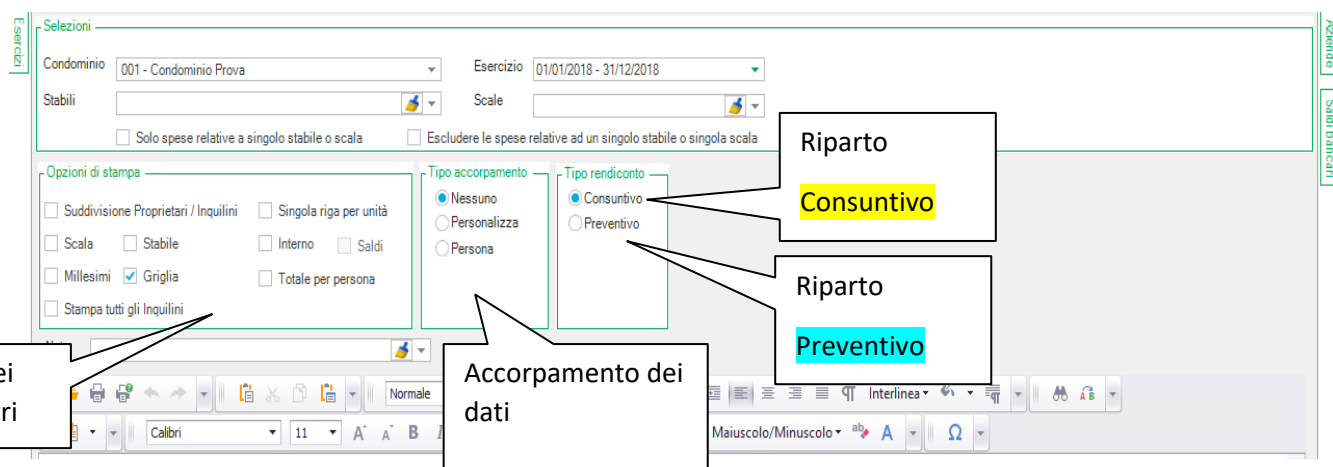 Esercizi
Selezioni
Condominio 001 - Condominio Prova Esercizio 01/01/2018 - 31/12/2018
Stabili Scale
Solo spese relative a singolo stabile o scala Escludere le spese relative ad un singolo stabile o singola scala
Aziende
Saldi Bancari
Riparto
Consuntivo
Opzioni di stampa
Suddivisione Proprietari / Inquilini Singola riga per unità
Scala Stabile Interno Saldi
Millesimi Griglia Totale per persona
Stampa tutti gli Inquilini
Tipo accorpamento
Nessuno
Personalizza
Persona
Tipo rendiconto
Consuntivo
Preventivo
Riparto
Preventivo
Accorpamento dei
dati
ei
ri
Normale Interlinea
Calibri 11 A A B Maiuscolo/Minuscolo ab A Ω